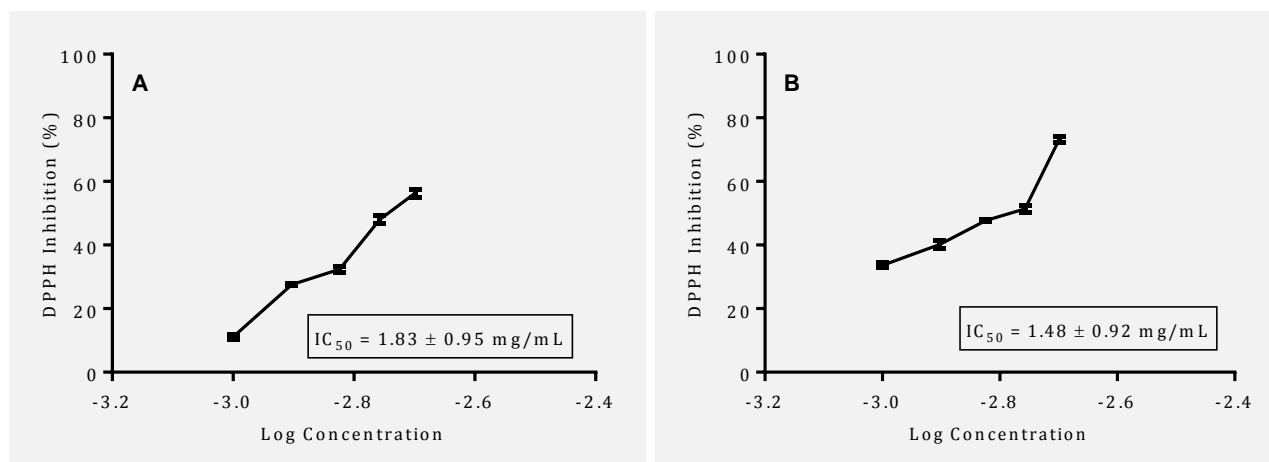 A
DPPH Inhibition (%)
100
80
60
40
20
0
IC50 = 1.83 ± 0.95 mg/mL
-3.2 -3.0 -2.8 -2.6 -2.4
Log Concentration
B
DPPH Inhibition (%)
100
80
60
40
20
0
IC50 = 1.48 ± 0.92 mg/mL
-3.2 -3.0 -2.8 -2.6 -2.4
Log Concentration